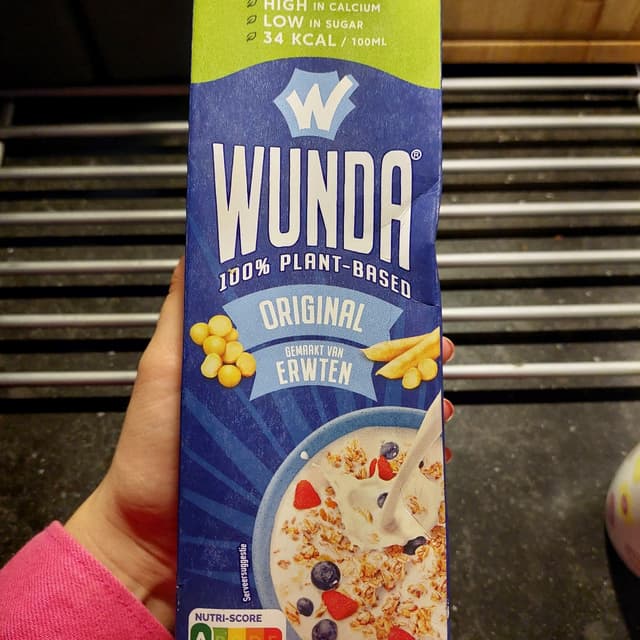 HIGH IN CALCIUM
LOW IN SUGAR
34 KCAL / 100ML
W
WUNDA®
100% PLANT-BASED
ORIGINAL
GEMAAKT VAN
ERWTEN
Serveersuggestie
NUTRI-SCORE
A